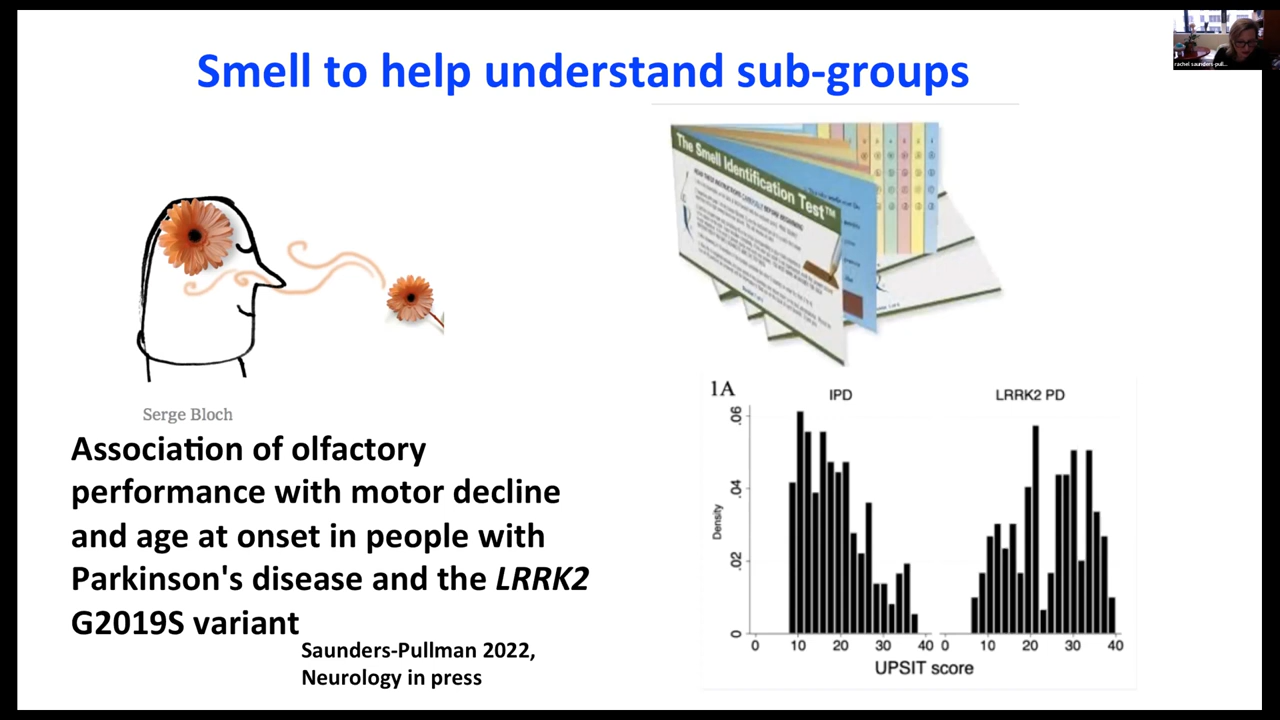 Smell to help understand sub-groups
rachel saunders-pull...
The Smell Identification Test™
Serge Bloch
Association of olfactory
performance with motor decline
and age at onset in people with
Parkinson's disease and the LRRK2
G2019S variant
Saunders-Pullman 2022,
Neurology in press
1A
IPD
LRRK2 PD
.06
.04
.02
0
Density
0 10 20 30 40
0 10 20 30 40
UPSIT score